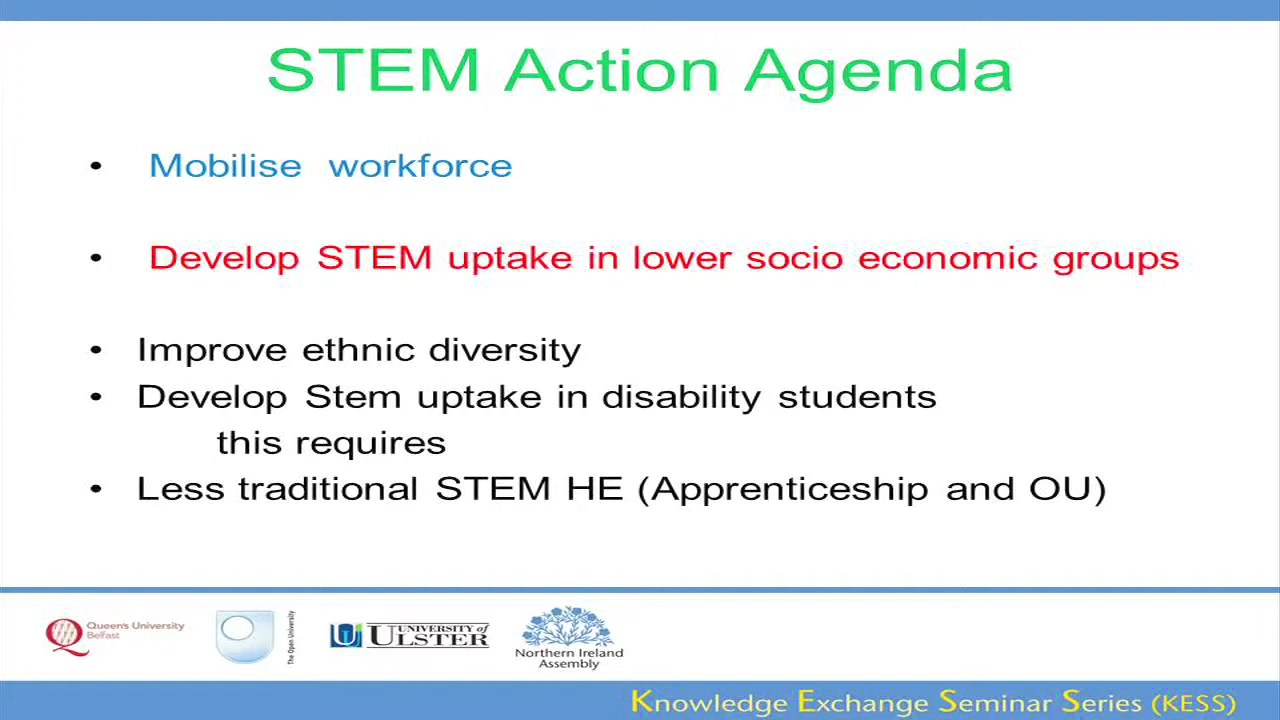 STEM Action Agenda
• Mobilise workforce
• Develop STEM uptake in lower socio economic groups
• Improve ethnic diversity
• Develop Stem uptake in disability students
this requires
• Less traditional STEM HE (Apprenticeship and OU)
Queen's University
Belfast
The Open University
UNIVERSITY of
ULSTER
Northern Ireland
Assembly
Knowledge Exchange Seminar Series (KESS)